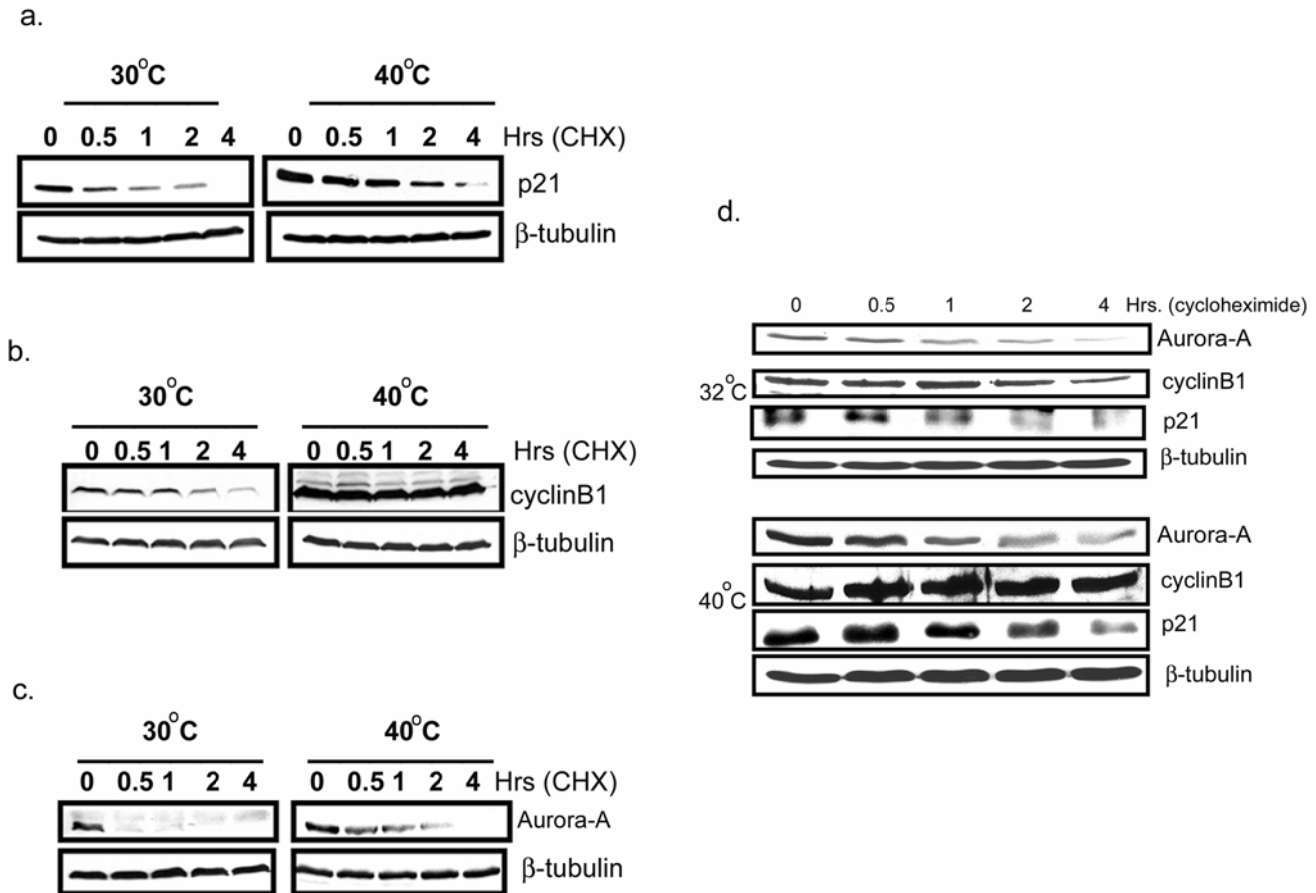 a.
30°C 40°C
0 0.5 1 2 4 0 0.5 1 2 4 Hrs (CHX)
p21
β-tubulin
b.
30°C 40°C
0 0.5 1 2 4 0 0.5 1 2 4 Hrs (CHX)
cyclinB1
β-tubulin
c.
30°C 40°C
0 0.5 1 2 4 0 0.5 1 2 4 Hrs (CHX)
Aurora-A
β-tubulin
d.
0 0.5 1 2 4 Hrs. (cycloheximide)
Aurora-A
32°C cyclinB1
p21
β-tubulin
Aurora-A
40°C cyclinB1
p21
β-tubulin